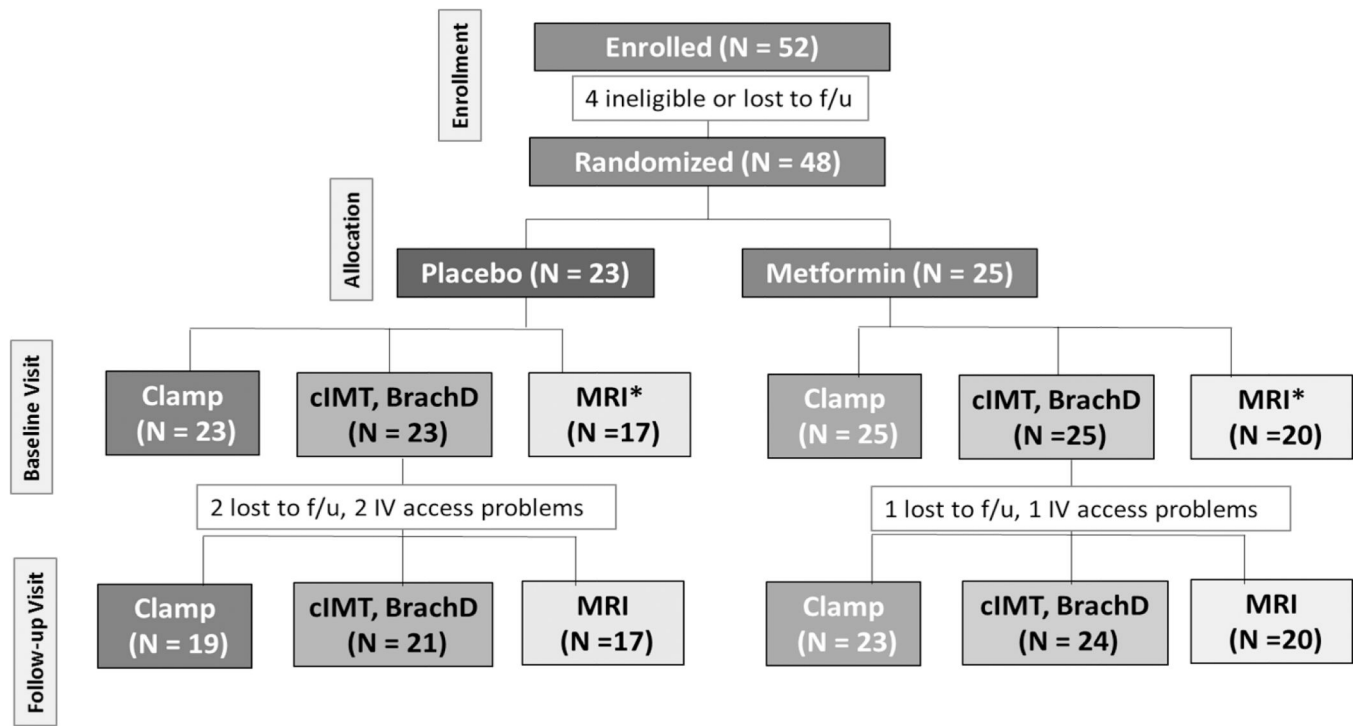 Enrollment
Enrolled (N = 52)
4 ineligible or lost to f/u
Randomized (N = 48)
Allocation
Placebo (N = 23)
Metformin (N = 25)
Baseline Visit
Clamp
(N = 23)
cIMT, BrachD
(N = 23)
MRI*
(N =17)
Clamp
(N = 25)
cIMT, BrachD
(N =25)
MRI*
(N =20)
2 lost to f/u, 2 IV access problems
1 lost to f/u, 1 IV access problems
Follow-up Visit
Clamp
(N = 19)
cIMT, BrachD
(N = 21)
MRI
(N =17)
Clamp
(N = 23)
cIMT, BrachD
(N = 24)
MRI
(N =20)